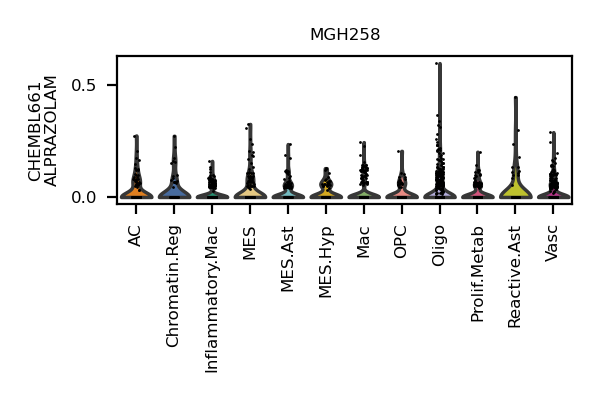 MGH258
CHEMBL661
ALPRAZOLAM
0.5
0.0
AC
Chromatin.Reg
Inflammatory.Mac
MES
MES.Ast
MES.Hyp
Mac
OPC
Oligo
Prolif.Metab
Reactive.Ast
Vasc